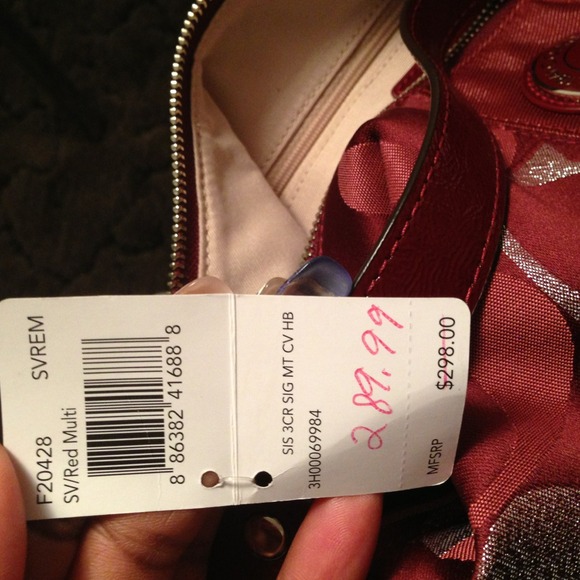 F20428 SVREM
SV/Red Multi
8 86382 41688 8
SIS 3CR SIG MT CV HB
3H00069984
289.99
MFSRP $298.00